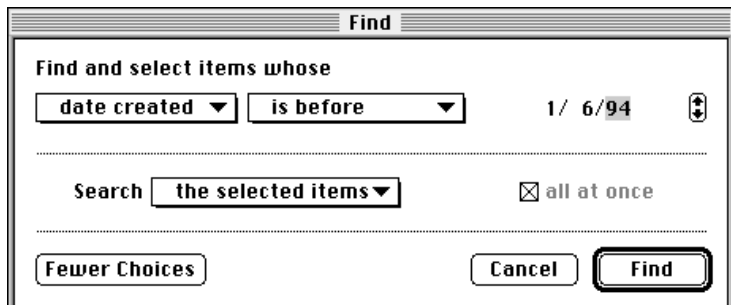 Find
Find and select items whose
date created is before 1/ 6/94
Search the selected items all at once
Fewer Choices Cancel Find